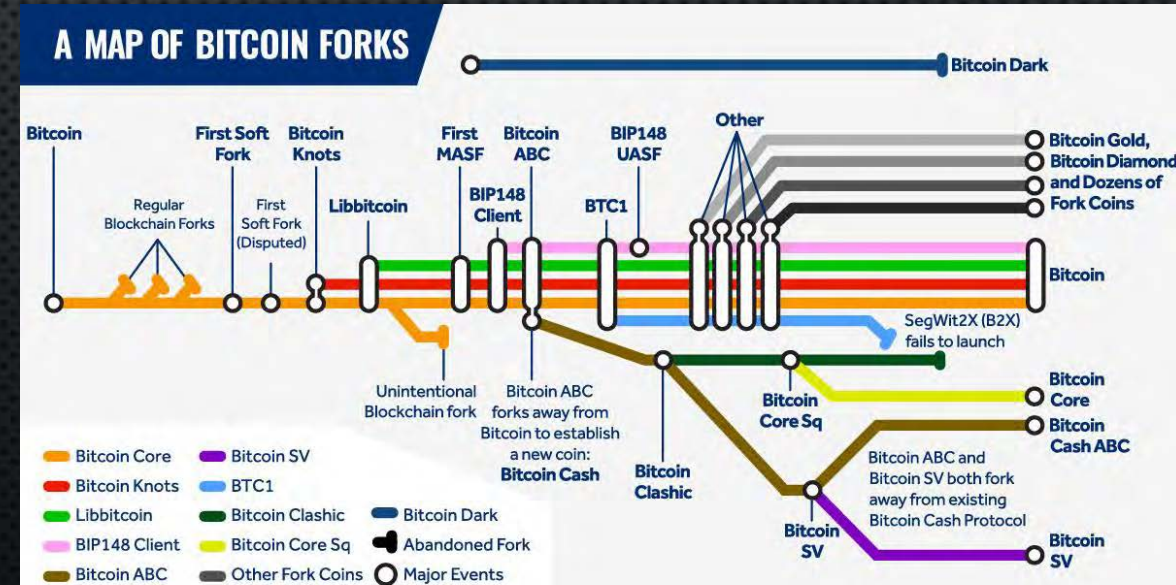 A MAP OF BITCOIN FORKS
Bitcoin Dark
Bitcoin
First Soft
Fork
Bitcoin
Knots
First
MASF
Bitcoin
ABC
BIP148
UASF
Other
Bitcoin Gold,
Bitcoin Diamond
and Dozens of
Fork Coins
Regular
Blockchain Forks
First
Soft Fork
(Disputed)
Libbitcoin
BIP148
Client
BTC1
Bitcoin
SegWit2X (B2X)
fails to launch
Unintentional
Blockchain fork
Bitcoin ABC
forks away from
Bitcoin to establish
a new coin:
Bitcoin Cash
Bitcoin
Clashic
Bitcoin
Core Sq
Bitcoin
Core
Bitcoin
Cash ABC
Bitcoin ABC and
Bitcoin SV both fork
away from existing
Bitcoin Cash Protocol
Bitcoin
SV
Bitcoin
SV
Bitcoin Core
Bitcoin Knots
Libbitcoin
BIP148 Client
Bitcoin ABC
Bitcoin SV
BTC1
Bitcoin Clashic
Bitcoin Core Sq
Other Fork Coins
Bitcoin Dark
Abandoned Fork
Major Events